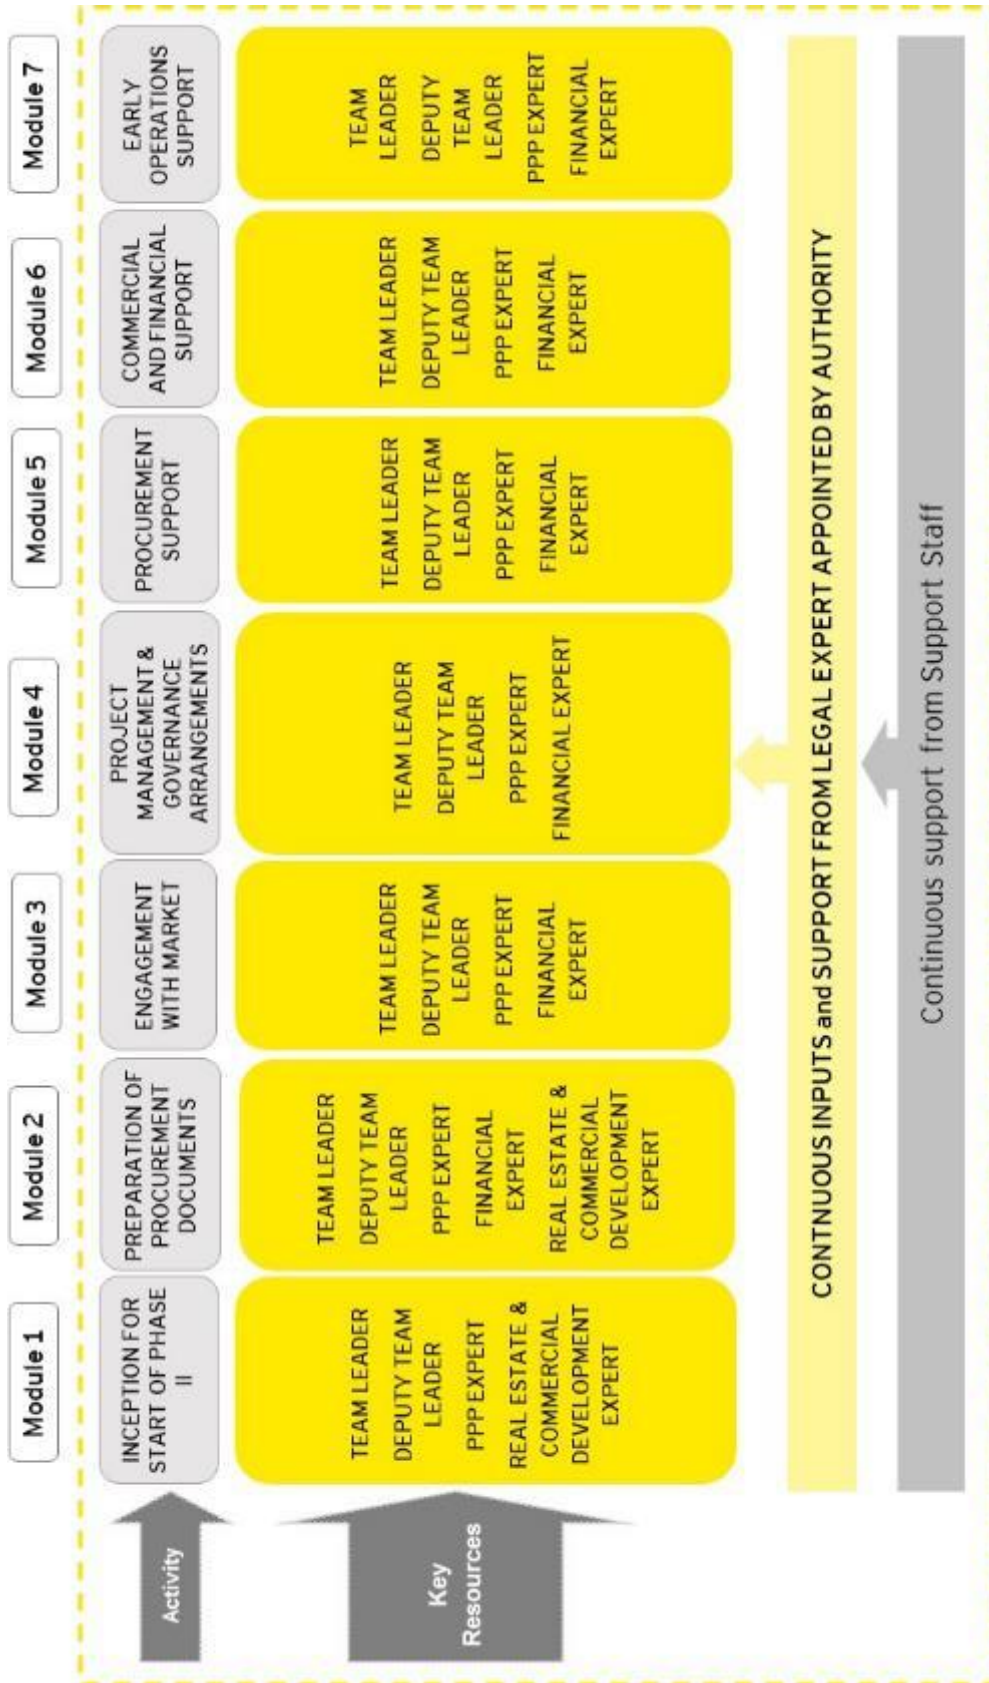 Module 1
Module 2
Module 3
Module 4
Module 5
Module 6
Module 7
Activity
INCEPTION FOR
START OF PHASE
II
PREPARATION OF
PROCUREMENT
DOCUMENTS
ENGAGEMENT
WITH MARKET
PROJECT
MANAGEMENT &
GOVERNANCE
ARRANGEMENTS
PROCUREMENT
SUPPORT
COMMERCIAL
AND FINANCIAL
SUPPORT
EARLY
OPERATIONS
SUPPORT
Key
Resources
TEAM LEADER
DEPUTY TEAM
LEADER
PPP EXPERT
REAL ESTATE &
COMMERCIAL
DEVELOPMENT
EXPERT
TEAM LEADER
DEPUTY TEAM
LEADER
PPP EXPERT
FINANCIAL
EXPERT
REAL ESTATE &
COMMERCIAL
DEVELOPMENT
EXPERT
TEAM LEADER
DEPUTY TEAM
LEADER
PPP EXPERT
FINANCIAL
EXPERT
TEAM LEADER
DEPUTY TEAM
LEADER
PPP EXPERT
FINANCIAL EXPERT
TEAM LEADER
DEPUTY TEAM
LEADER
PPP EXPERT
FINANCIAL
EXPERT
TEAM LEADER
DEPUTY TEAM
LEADER
PPP EXPERT
FINANCIAL
EXPERT
TEAM
LEADER
DEPUTY
TEAM
LEADER
PPP EXPERT
FINANCIAL
EXPERT
CONTINUOUS INPUTS and SUPPORT FROM LEGAL EXPERT APPOINTED BY AUTHORITY
Continuous support from Support Staff